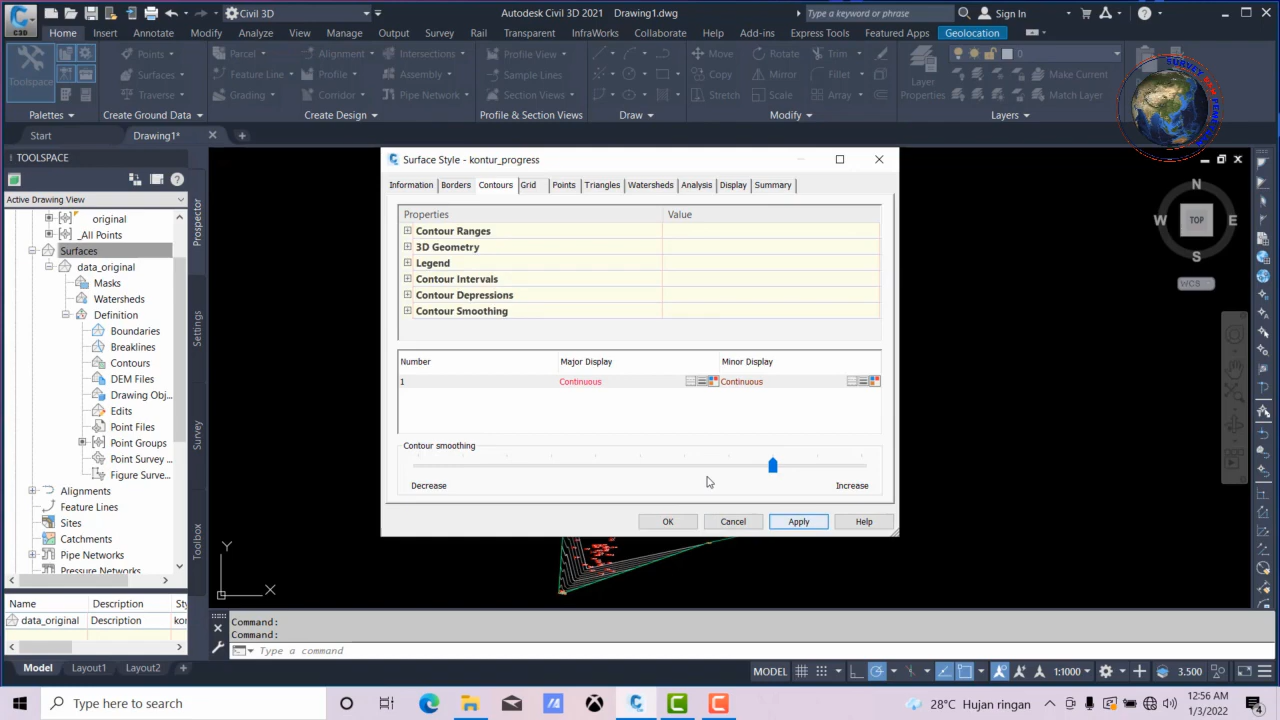 Civil 3D
Autodesk Civil 3D 2021 Drawing1.dwg
Type a keyword or phrase
Sign In
C3D
Home Insert Annotate Modify Analyze View Manage Output Survey Rail Transparent InfraWorks Collaborate Help Add-ins Express Tools Featured Apps Geolocation
Toolspace
Points
Surfaces
Traverse
Parcel
Feature Line
Grading
Alignment
Profile
Corridor
Intersections
Assembly
Pipe Network
Profile View
Sample Lines
Section Views
Move
Copy
Stretch
Rotate
Mirror
Scale
Trim
Fillet
Array
Layer
Properties
0
Make Current
Match Layer
Palettes
Create Ground Data
Create Design
Profile & Section Views
Draw
Modify
Layers
Start
Drawing1*
TOOLSPACE
Active Drawing View
original
_All Points
Surfaces
data_original
Masks
Watersheds
Definition
Boundaries
Breaklines
Contours
DEM Files
Drawing Obj...
Edits
Point Files
Point Groups
Point Survey ...
Figure Surve...
Alignments
Feature Lines
Sites
Catchments
Pipe Networks
Pressure Networks
Prospector
Settings
Survey
Toolbox
Name Description Sty
data_original Description kor
Surface Style - kontur_progress
Information Borders Contours Grid Points Triangles Watersheds Analysis Display Summary
Properties Value
Contour Ranges
3D Geometry
Legend
Contour Intervals
Contour Depressions
Contour Smoothing
Number Major Display Minor Display
1 Continuous Continuous
Contour smoothing
Decrease Increase
OK Cancel Apply Help
N
W TOP E
S
WCS
Y
X
Command:
Command:
Type a command
Model Layout1 Layout2
MODEL 1:1000 3.500
Type here to search
28°C Hujan ringan
1:56 AM
1/3/2022
4